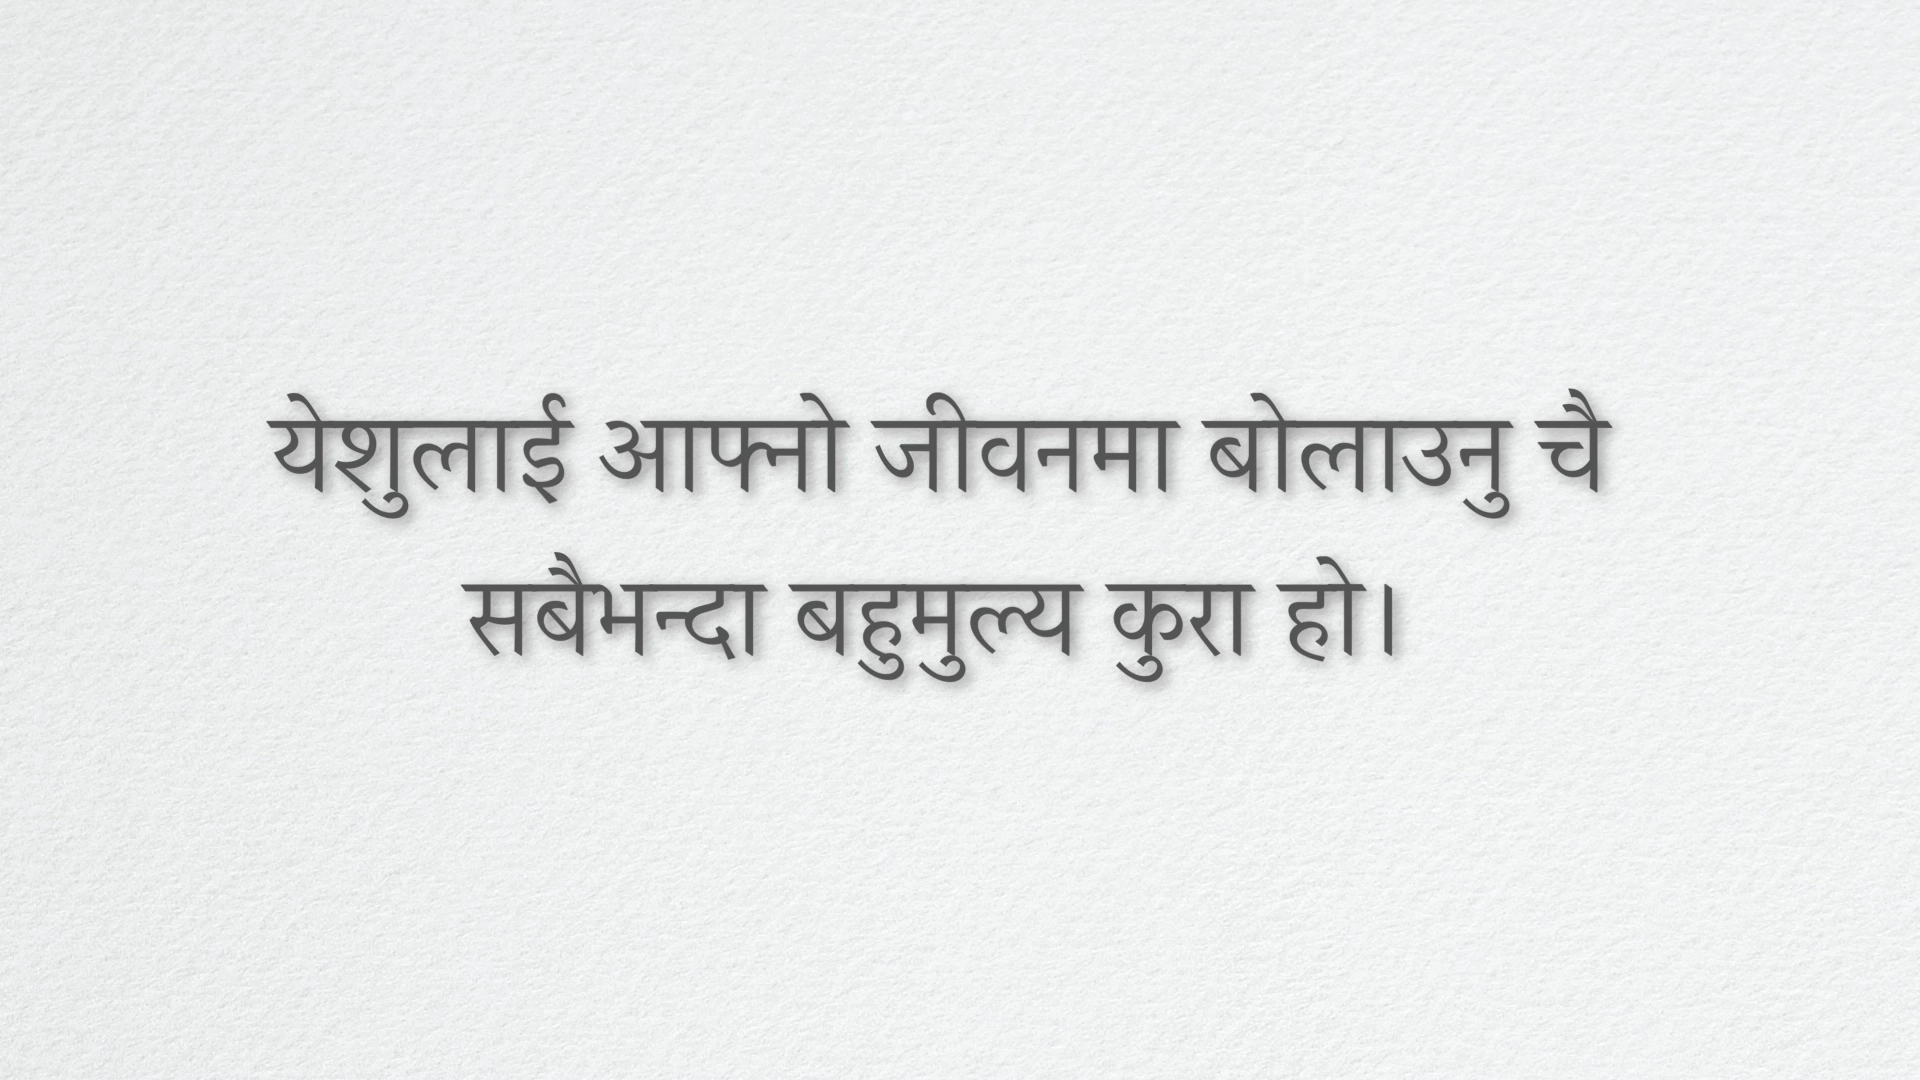 येशुलाई आफ्नो जीवनमा बोलाउनु चै
सबैभन्दा बहुमुल्य कुरा हो।